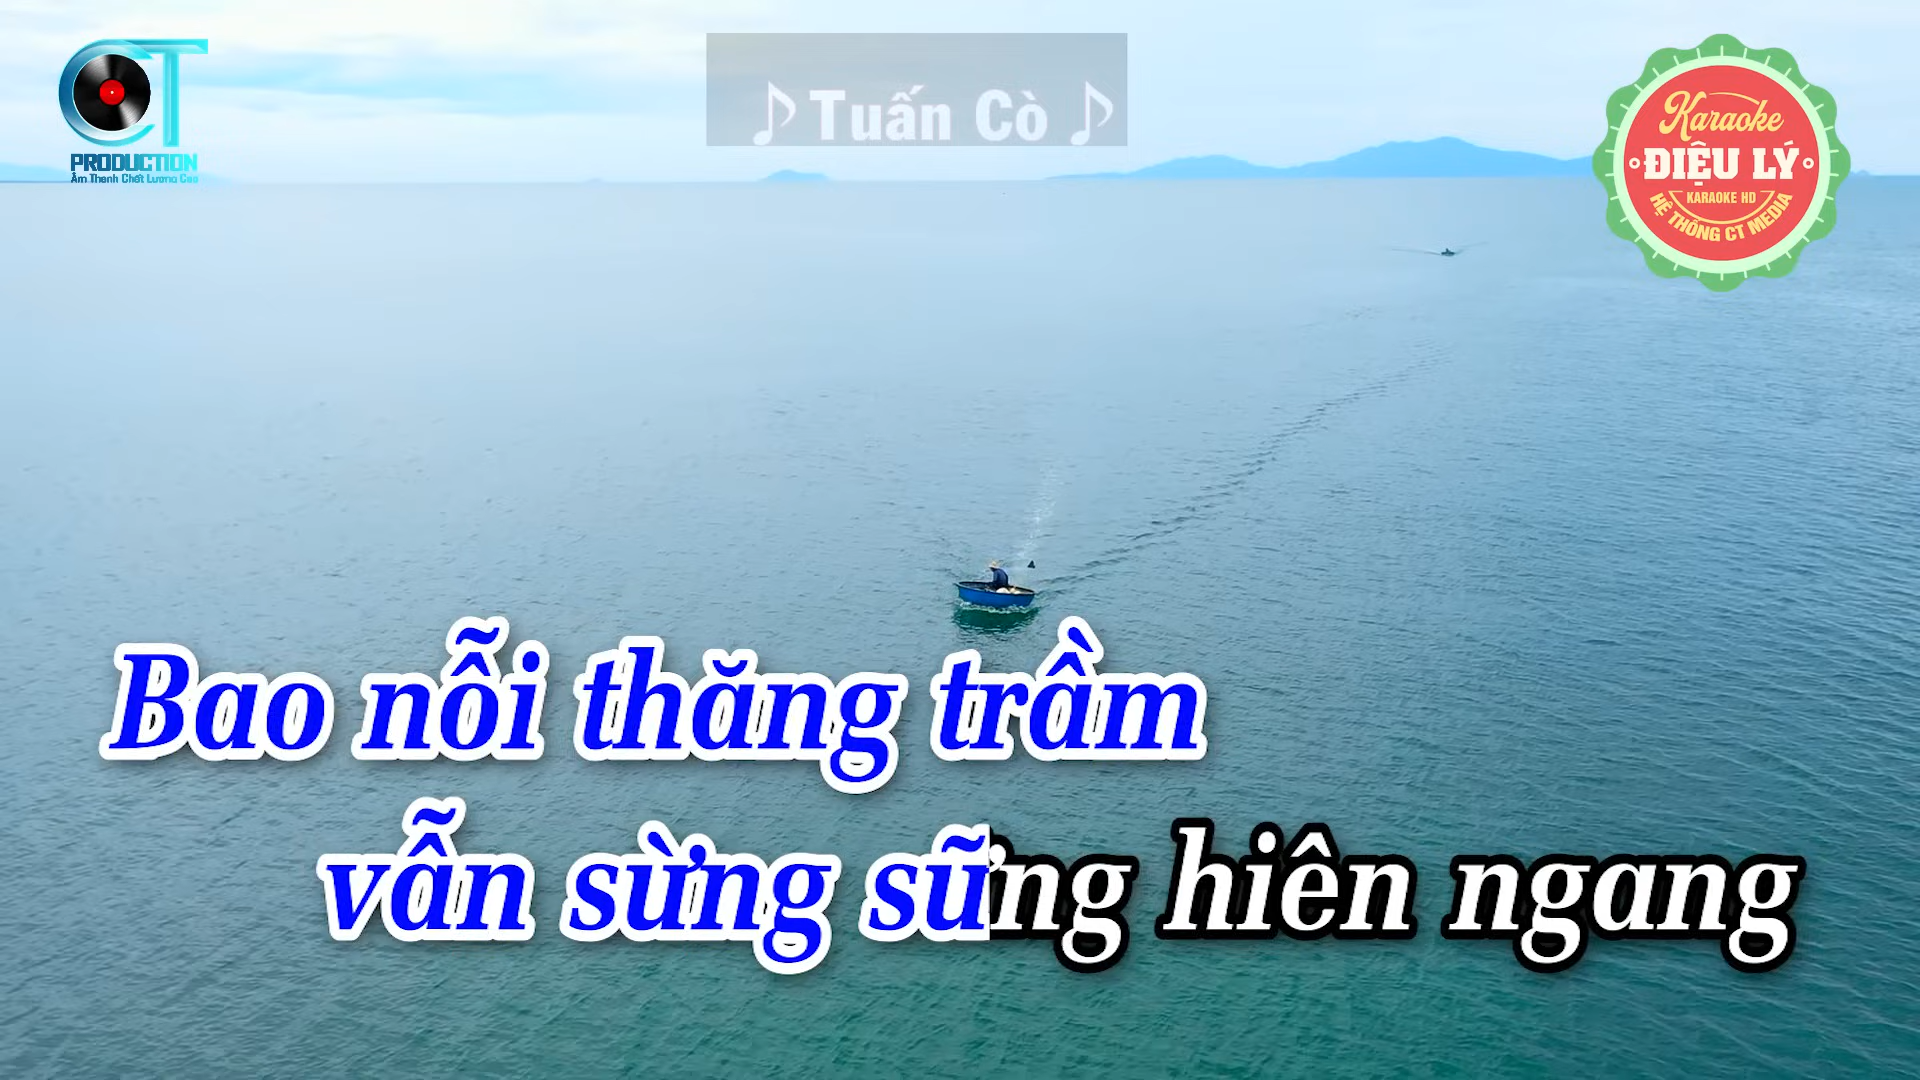 CT
PRODUCTION
Âm Thanh Chất Lượng Cao
♪ Tuấn Cò ♪
Karaoke
ĐIỆU LÝ
KARAOKE HD
HỆ THỐNG CT MEDIA
Bao nỗi thăng trầm
vẫn sừng sững hiên ngang